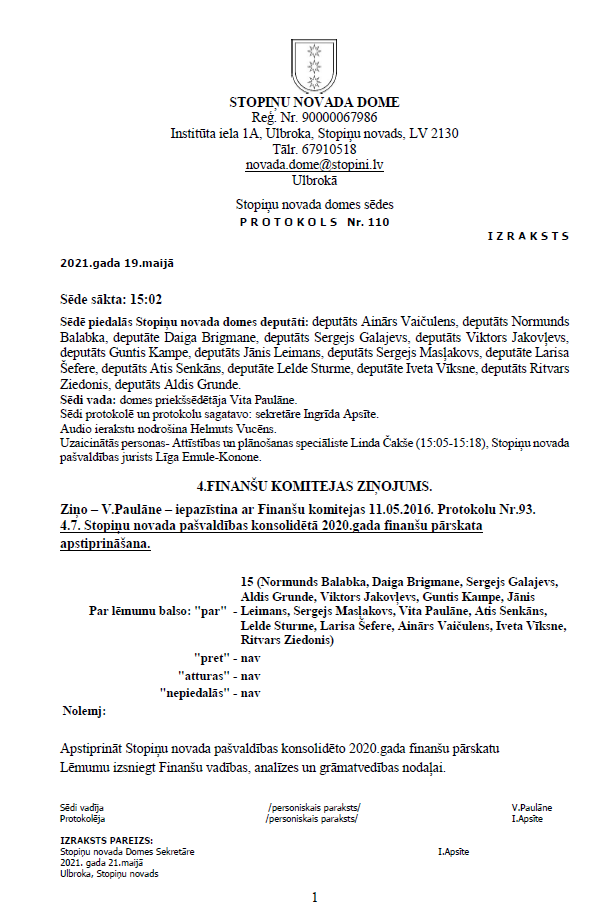 STOPIŅU NOVADA DOME
Reģ. Nr. 90000067986
Institūta iela 1A, Ulbroka, Stopiņu novads, LV 2130
Tālr. 67910518
novada.dome@stopini.lv
Ulbrokā
Stopiņu novada domes sēdes
P R O T O K O L S Nr. 110
I Z R A K S T S
2021.gada 19.maijā
Sēde sākta: 15:02
Sēdē piedalās Stopiņu novada domes deputāti: deputāts Ainārs Vaičulens, deputāts Normunds
Balabka, deputāte Daiga Brigmane, deputāts Sergejs Galajevs, deputāts Viktors Jakovļevs,
deputāts Guntis Kampe, deputāts Jānis Leimans, deputāts Sergejs Masļakovs, deputāte Larisa
Šefere, deputāts Atis Senkāns, deputāte Lelde Sturme, deputāte Iveta Vīksne, deputāts Ritvars
Ziedonis, deputāts Aldis Grunde.
Sēdi vada: domes priekšsēdētāja Vita Paulāne.
Sēdi protokolē un protokolu sagatavo: sekretāre Ingrīda Apsīte.
Audio ierakstu nodrošina Helmuts Vucēns.
Uzaicinātās personas- Attīstības un plānošanas speciāliste Linda Čakše (15:05-15:18), Stopiņu novada
pašvaldības jurists Līga Emule-Konone.
4.FINANŠU KOMITEJAS ZIŅOJUMS.
Ziņo – V.Paulāne – iepazīstina ar Finanšu komitejas 11.05.2016. Protokolu Nr.93.
4.7. Stopiņu novada pašvaldības konsolidētā 2020.gada finanšu pārskata
apstiprināšana.
15 (Normunds Balabka, Daiga Brigmane, Sergejs Galajevs,
Aldis Grunde, Viktors Jakovļevs, Guntis Kampe, Jānis
Par lēmumu balso: "par" - Leimans, Sergejs Masļakovs, Vita Paulāne, Atis Senkāns,
Lelde Sturme, Larisa Šefere, Ainārs Vaičulens, Iveta Vīksne,
Ritvars Ziedonis)
"pret" - nav
"atturas" - nav
"nepiedalās" - nav
Nolemj:
Apstiprināt Stopiņu novada pašvaldības konsolidēto 2020.gada finanšu pārskatu
Lēmumu izsniegt Finanšu vadības, analīzes un grāmatvedības nodaļai.
Sēdi vadīja /personiskais paraksts/ V.Paulāne
Protokolēja /personiskais paraksts/ I.Apsīte
IZRAKSTS PAREIZS:
Stopiņu novada Domes Sekretāre I.Apsīte
2021. gada 21.maijā
Ulbroka, Stopiņu novads
1